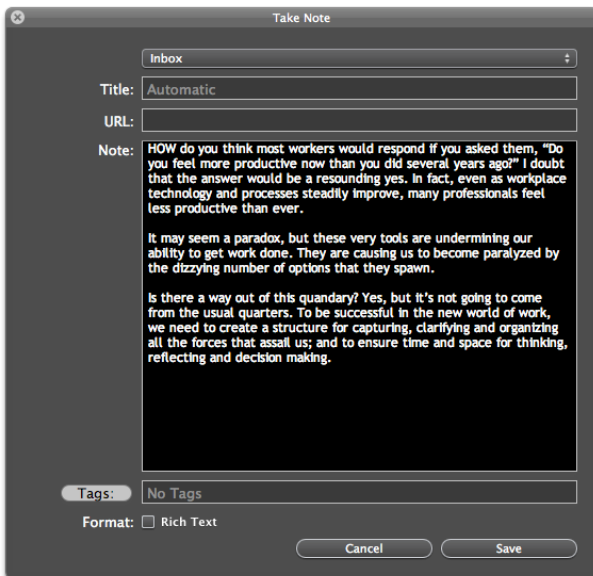 Take Note
Inbox
Title: Automatic
URL:
Note: HOW do you think most workers would respond if you asked them, “Do
you feel more productive now than you did several years ago?” I doubt
that the answer would be a resounding yes. In fact, even as workplace
technology and processes steadily improve, many professionals feel
less productive than ever.
It may seem a paradox, but these very tools are undermining our
ability to get work done. They are causing us to become paralyzed by
the dizzying number of options that they spawn.
Is there a way out of this quandary? Yes, but it’s not going to come
from the usual quarters. To be successful in the new world of work,
we need to create a structure for capturing, clarifying and organizing
all the forces that assail us; and to ensure time and space for thinking,
reflecting and decision making.
Tags: No Tags
Format: Rich Text
Cancel Save